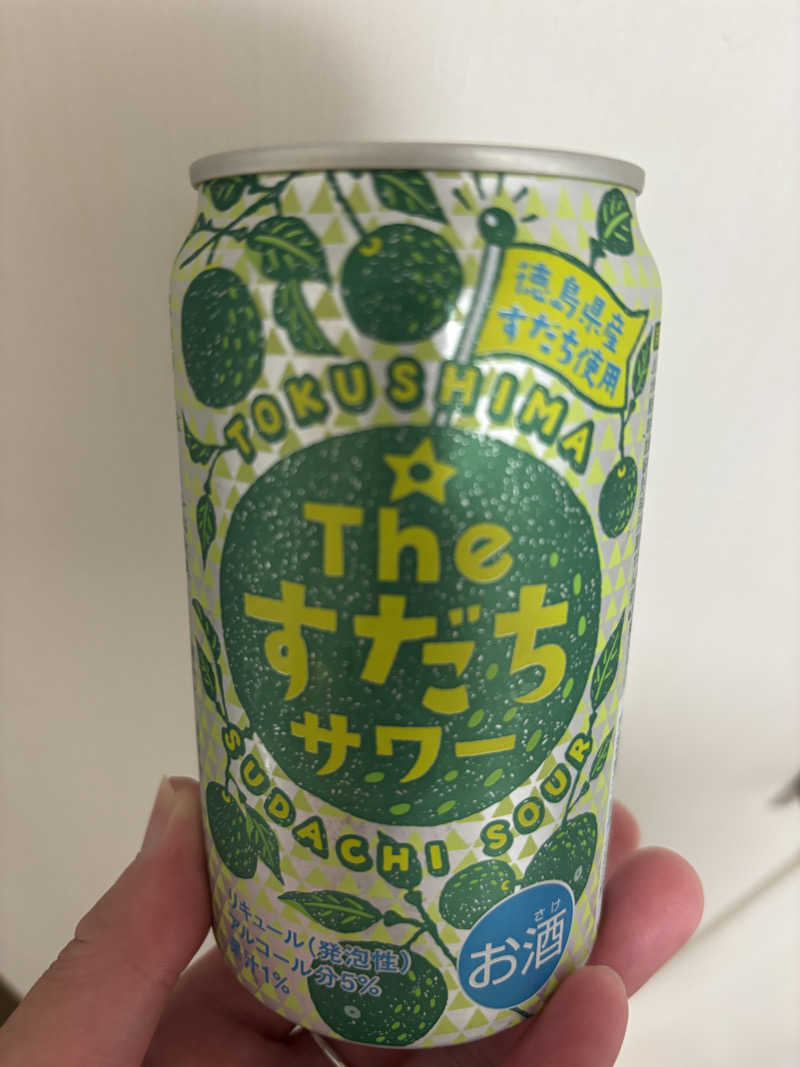 徳島県産
すだち使用
TOKUSHIMA
The
すだち
サワー
SUDACHI SOUR
リキュール(発泡性)
アルコール分5%
果汁1%
さけ
お酒